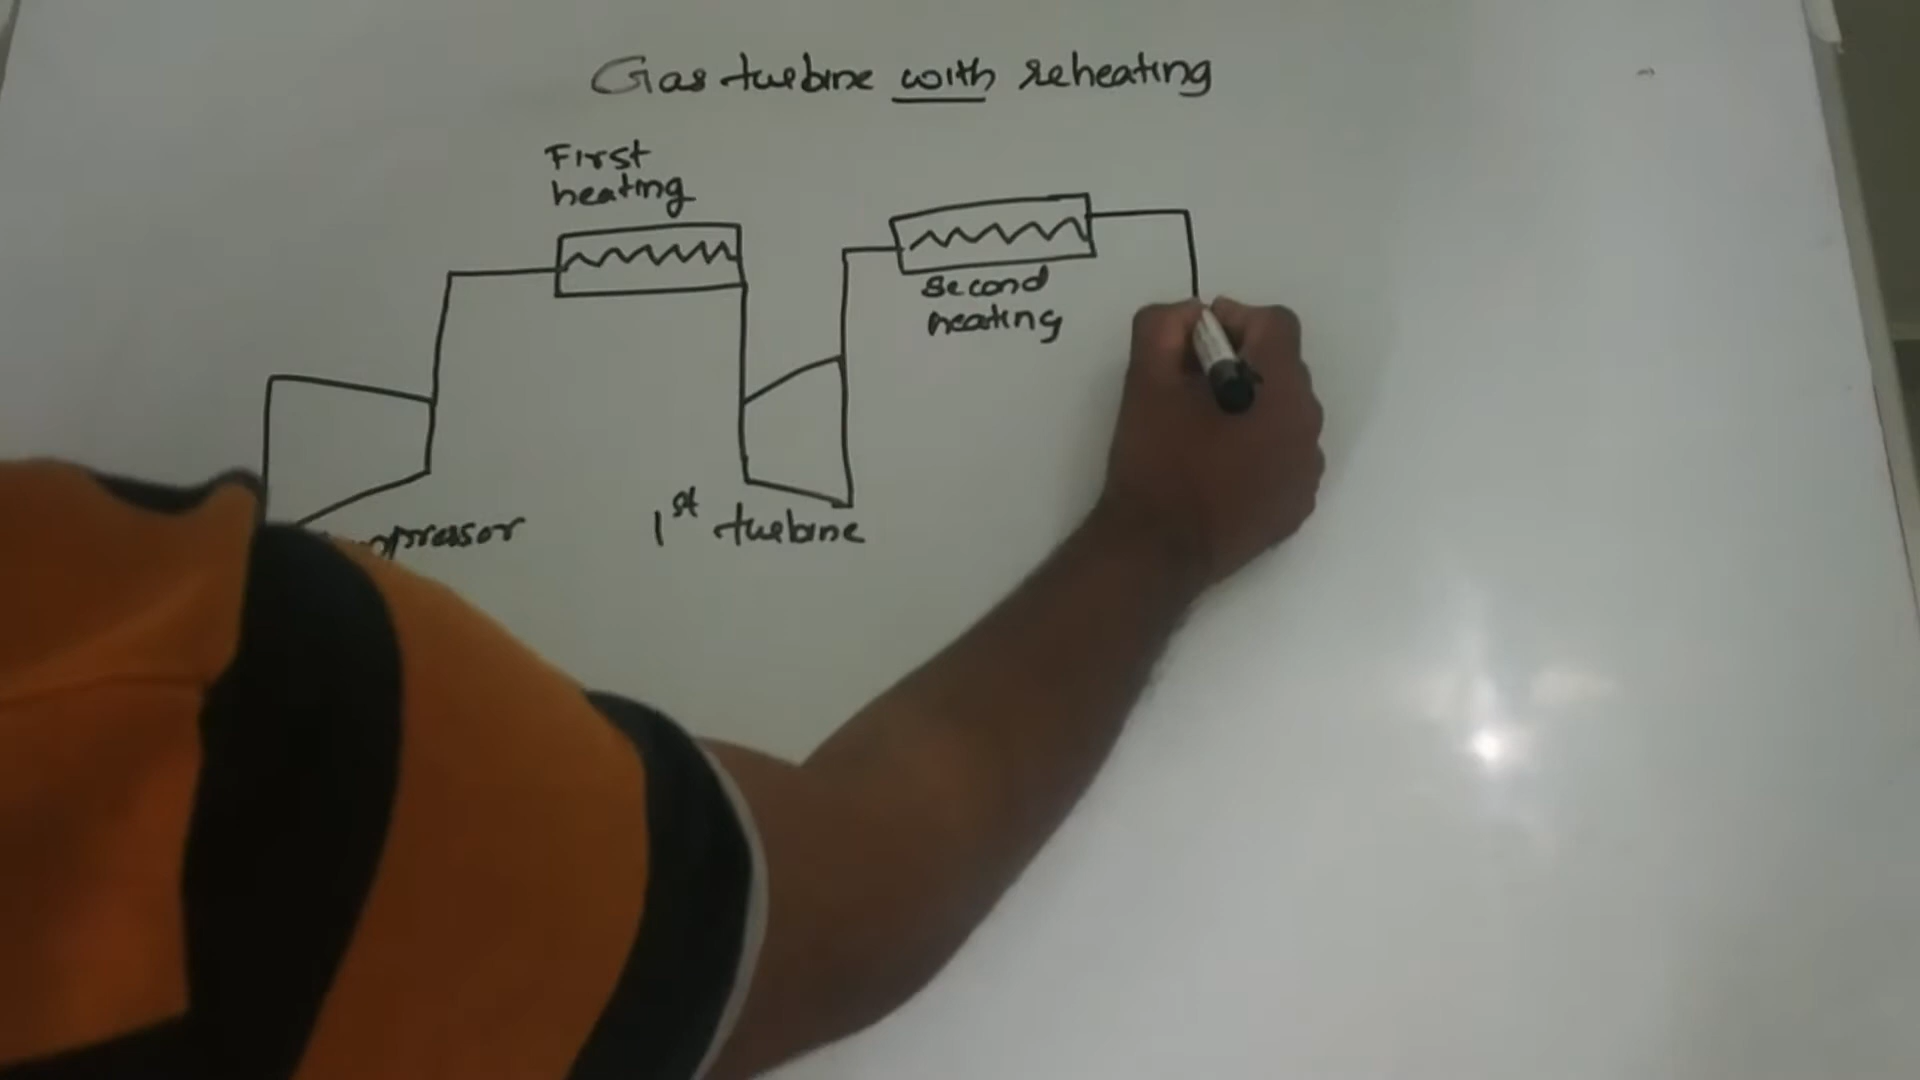 Gas turbine with reheating
First
heating
second
heating
1st turbine